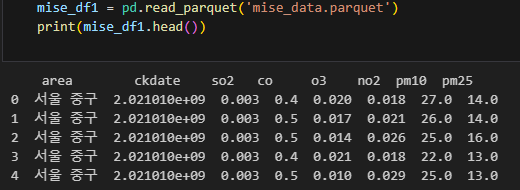 mise_df1 = pd.read_parquet('mise_data.parquet')
print(mise_df1.head())
area ckdate so2 co o3 no2 pm10 pm25
0 서울 중구 2.021010e+09 0.003 0.4 0.020 0.018 27.0 14.0
1 서울 중구 2.021010e+09 0.003 0.5 0.017 0.021 26.0 14.0
2 서울 중구 2.021010e+09 0.003 0.5 0.014 0.026 25.0 16.0
3 서울 중구 2.021010e+09 0.003 0.4 0.021 0.018 22.0 13.0
4 서울 중구 2.021010e+09 0.003 0.5 0.010 0.029 25.0 13.0